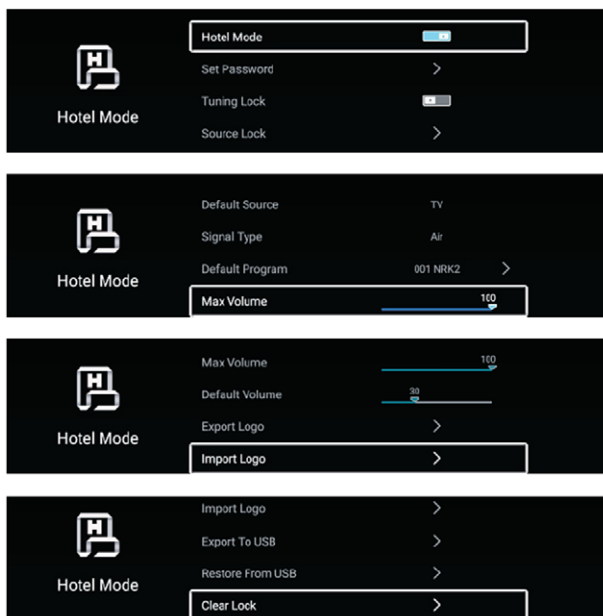 H
Hotel Mode
Hotel Mode
Set Password
Tuning Lock
Source Lock
H
Hotel Mode
Default Source TV
Signal Type Air
Default Program 001 NRK2
Max Volume 100
H
Hotel Mode
Max Volume 100
Default Volume 30
Export Logo
Import Logo
H
Hotel Mode
Import Logo
Export To USB
Restore From USB
Clear Lock